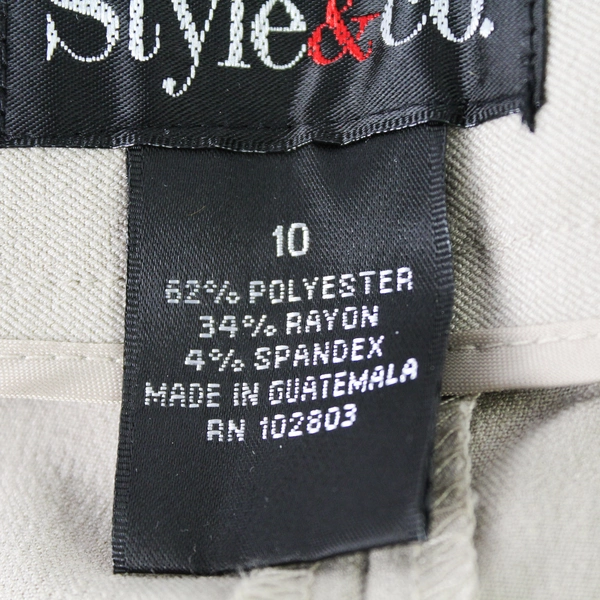 Style&co.
10
62% POLYESTER
34% RAYON
4% SPANDEX
MADE IN GUATEMALA
RN 102803